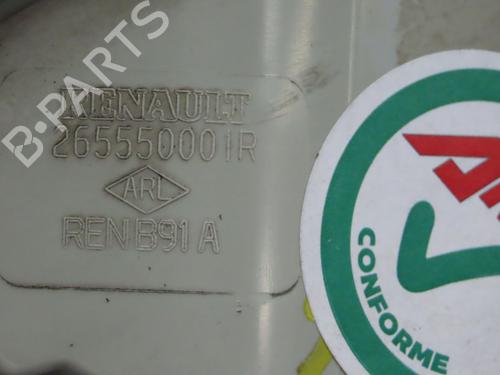 B-PARTS
RENAULT
265550001R
ARL
REN B91 A
CONFORME